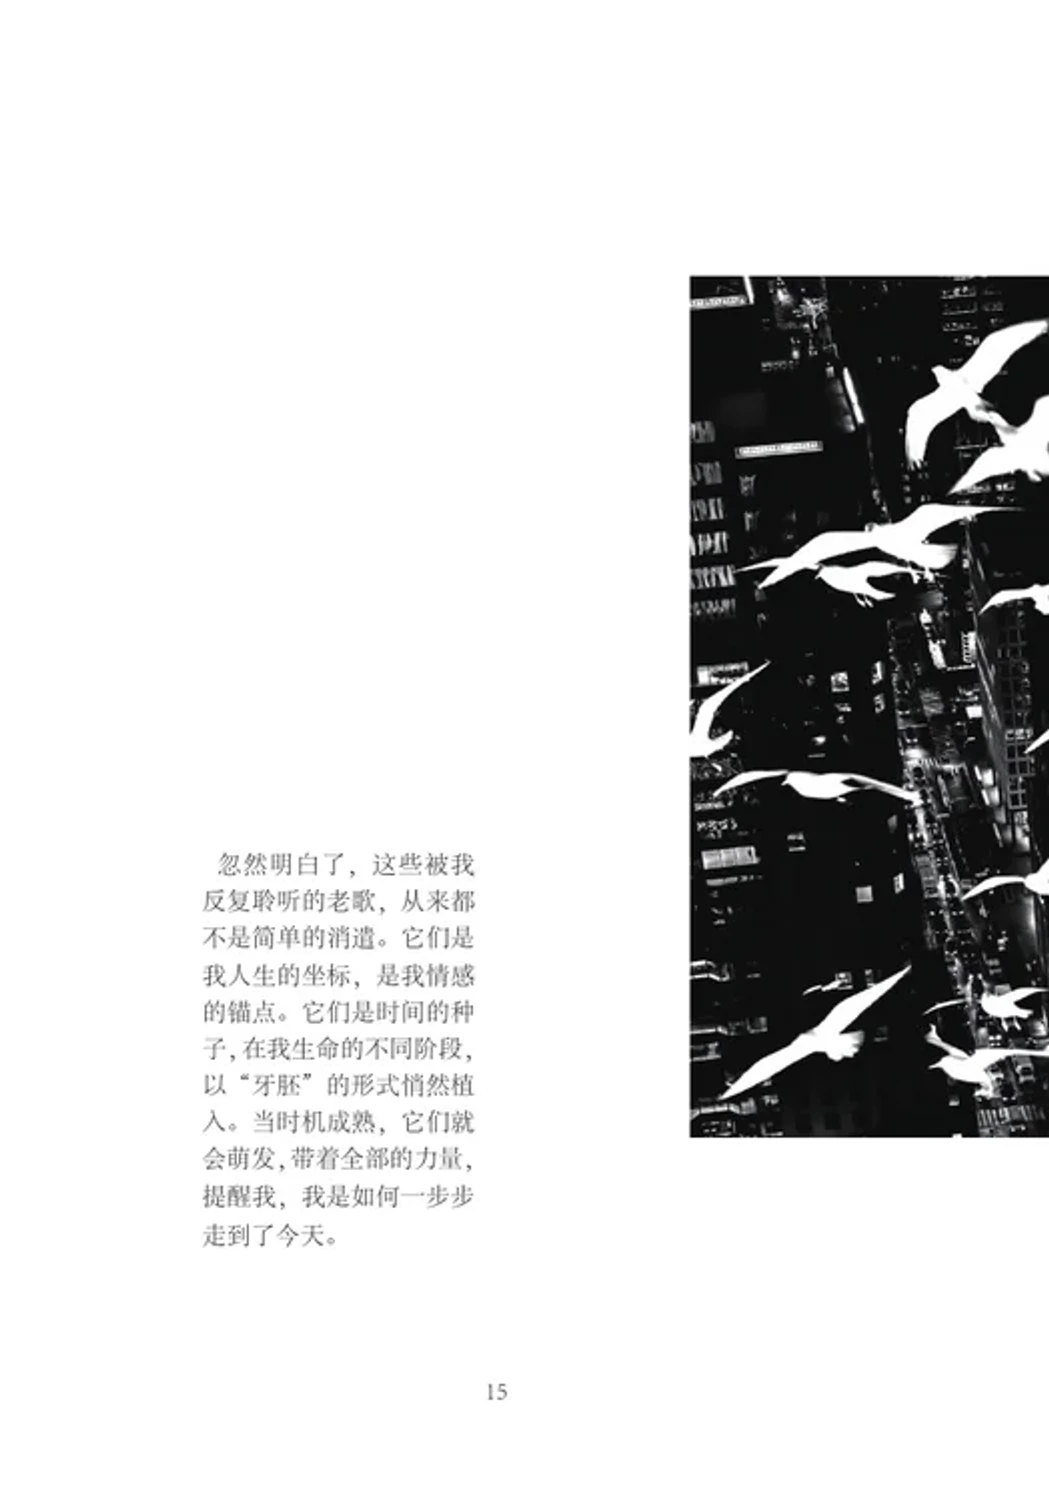 忽然明白了，这些被我
反复聆听的老歌，从来都
不是简单的消遣。它们是
我人生的坐标，是我情感
的锚点。它们是时间的种
子，在我生命的不同阶段，
以“牙胚”的形式悄然植
入。当时机成熟，它们就
会萌发，带着全部的力量，
提醒我，我是如何一步步
走到了今天。
15